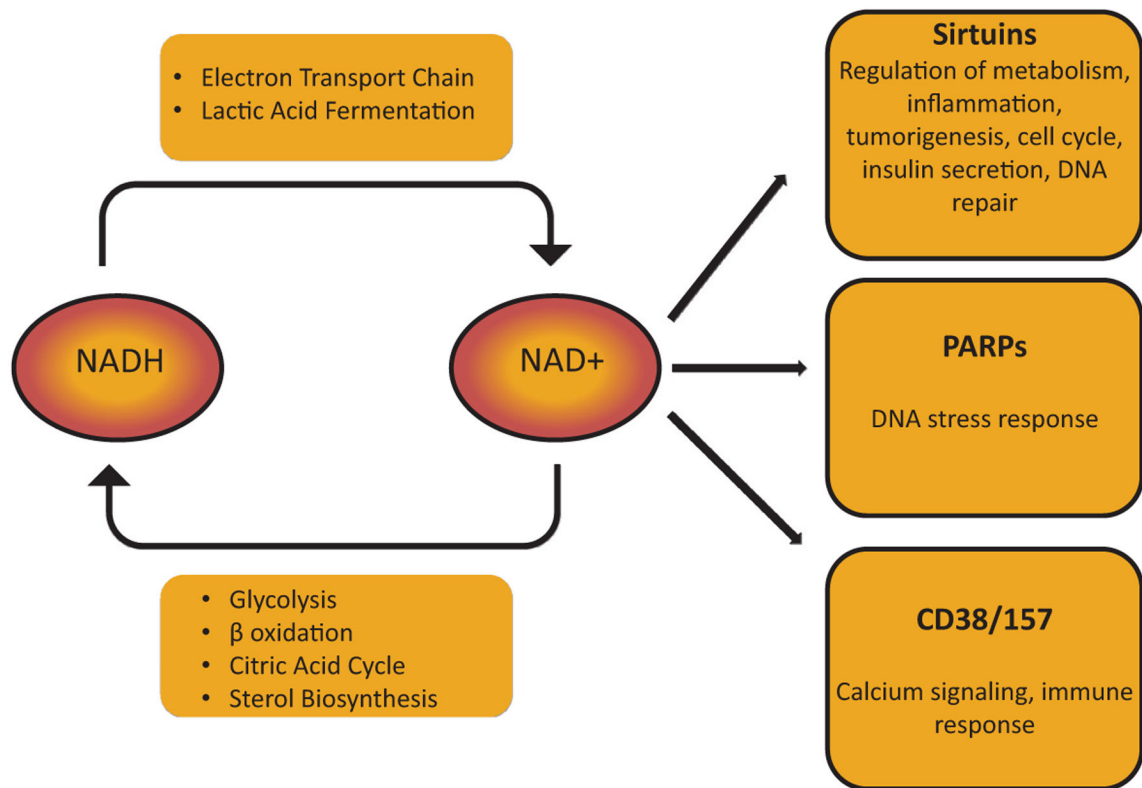 • Electron Transport Chain
• Lactic Acid Fermentation
NADH
NAD+
• Glycolysis
• β oxidation
• Citric Acid Cycle
• Sterol Biosynthesis
Sirtuins
Regulation of metabolism,
inflammation,
tumorigenesis, cell cycle,
insulin secretion, DNA
repair
PARPs
DNA stress response
CD38/157
Calcium signaling, immune
response